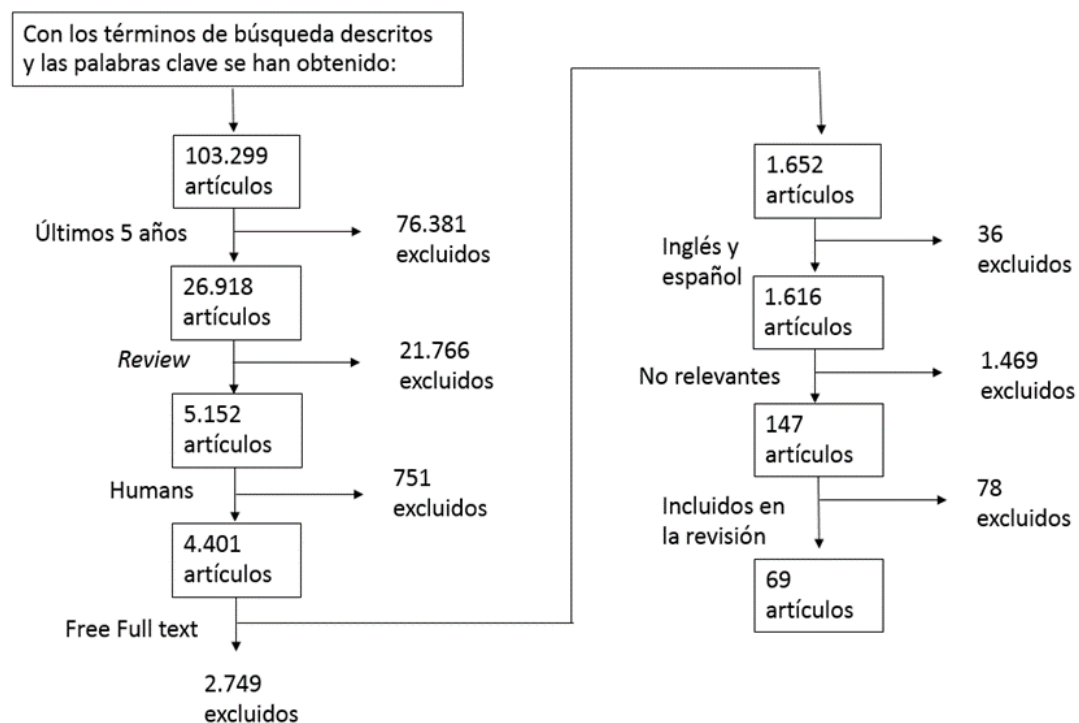 Con los términos de búsqueda descritos
y las palabras clave se han obtenido:
103.299
artículos
Últimos 5 años
76.381
excluidos
26.918
artículos
Review
21.766
excluidos
5.152
artículos
Humans
751
excluidos
4.401
artículos
Free Full text
2.749
excluidos
1.652
artículos
Inglés y
español
36
excluidos
1.616
artículos
No relevantes
1.469
excluidos
147
artículos
Incluidos en
la revisión
78
excluidos
69
artículos